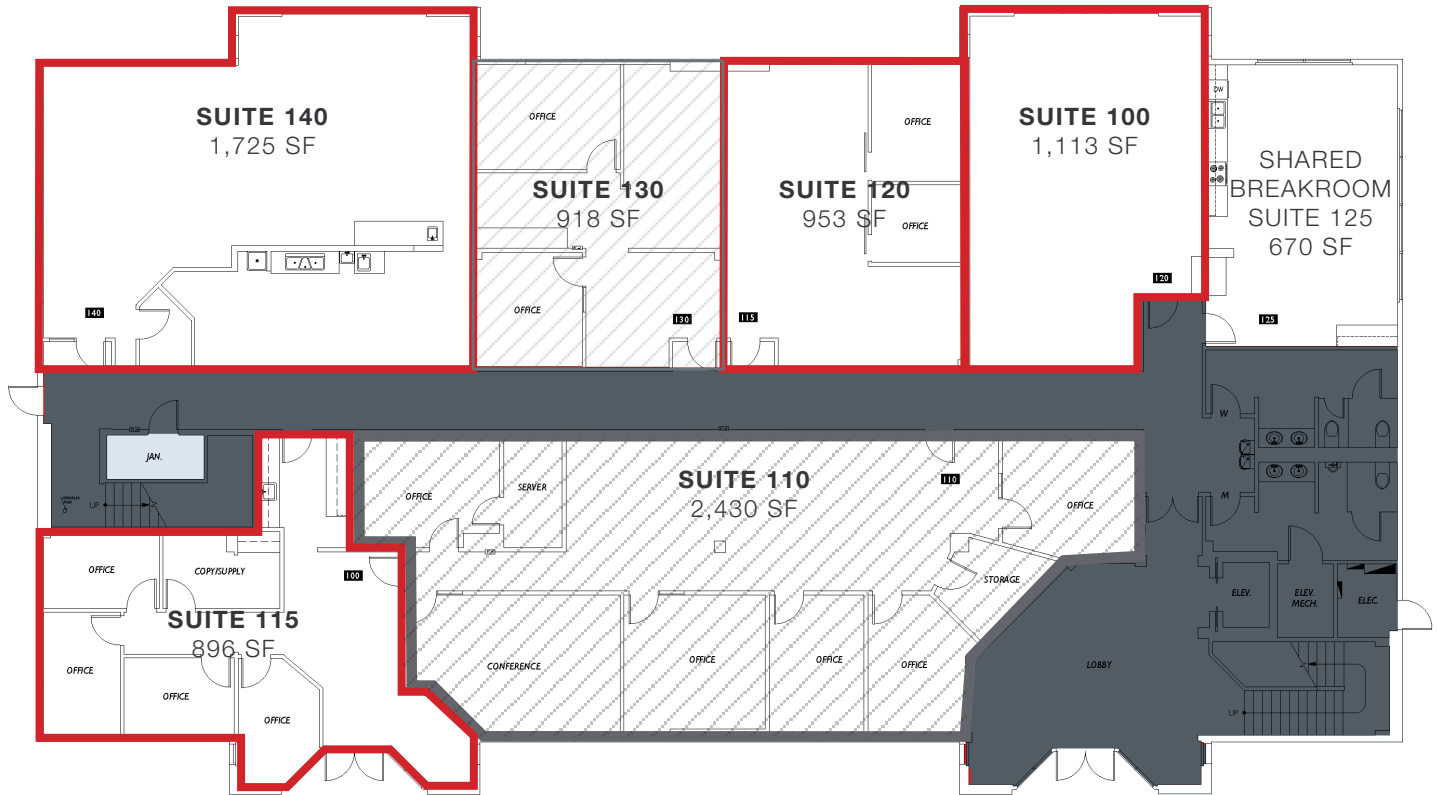 SUITE 140
1,725 SF
140
OFFICE
SUITE 130
918 SF
OFFICE
130
SUITE 120
953 SF
OFFICE
OFFICE
115
SUITE 100
1,113 SF
120
DW
SHARED
BREAKROOM
SUITE 125
670 SF
125
JAN.
UP
OFFICE
COPY/SUPPLY
100
SUITE 115
896 SF
OFFICE
OFFICE
OFFICE
OFFICE
SERVER
SUITE 110
2,430 SF
110
OFFICE
STORAGE
CONFERENCE
OFFICE
OFFICE
OFFICE
LOBBY
W
M
ELEV.
ELEV.
MECH.
ELEC.
UP